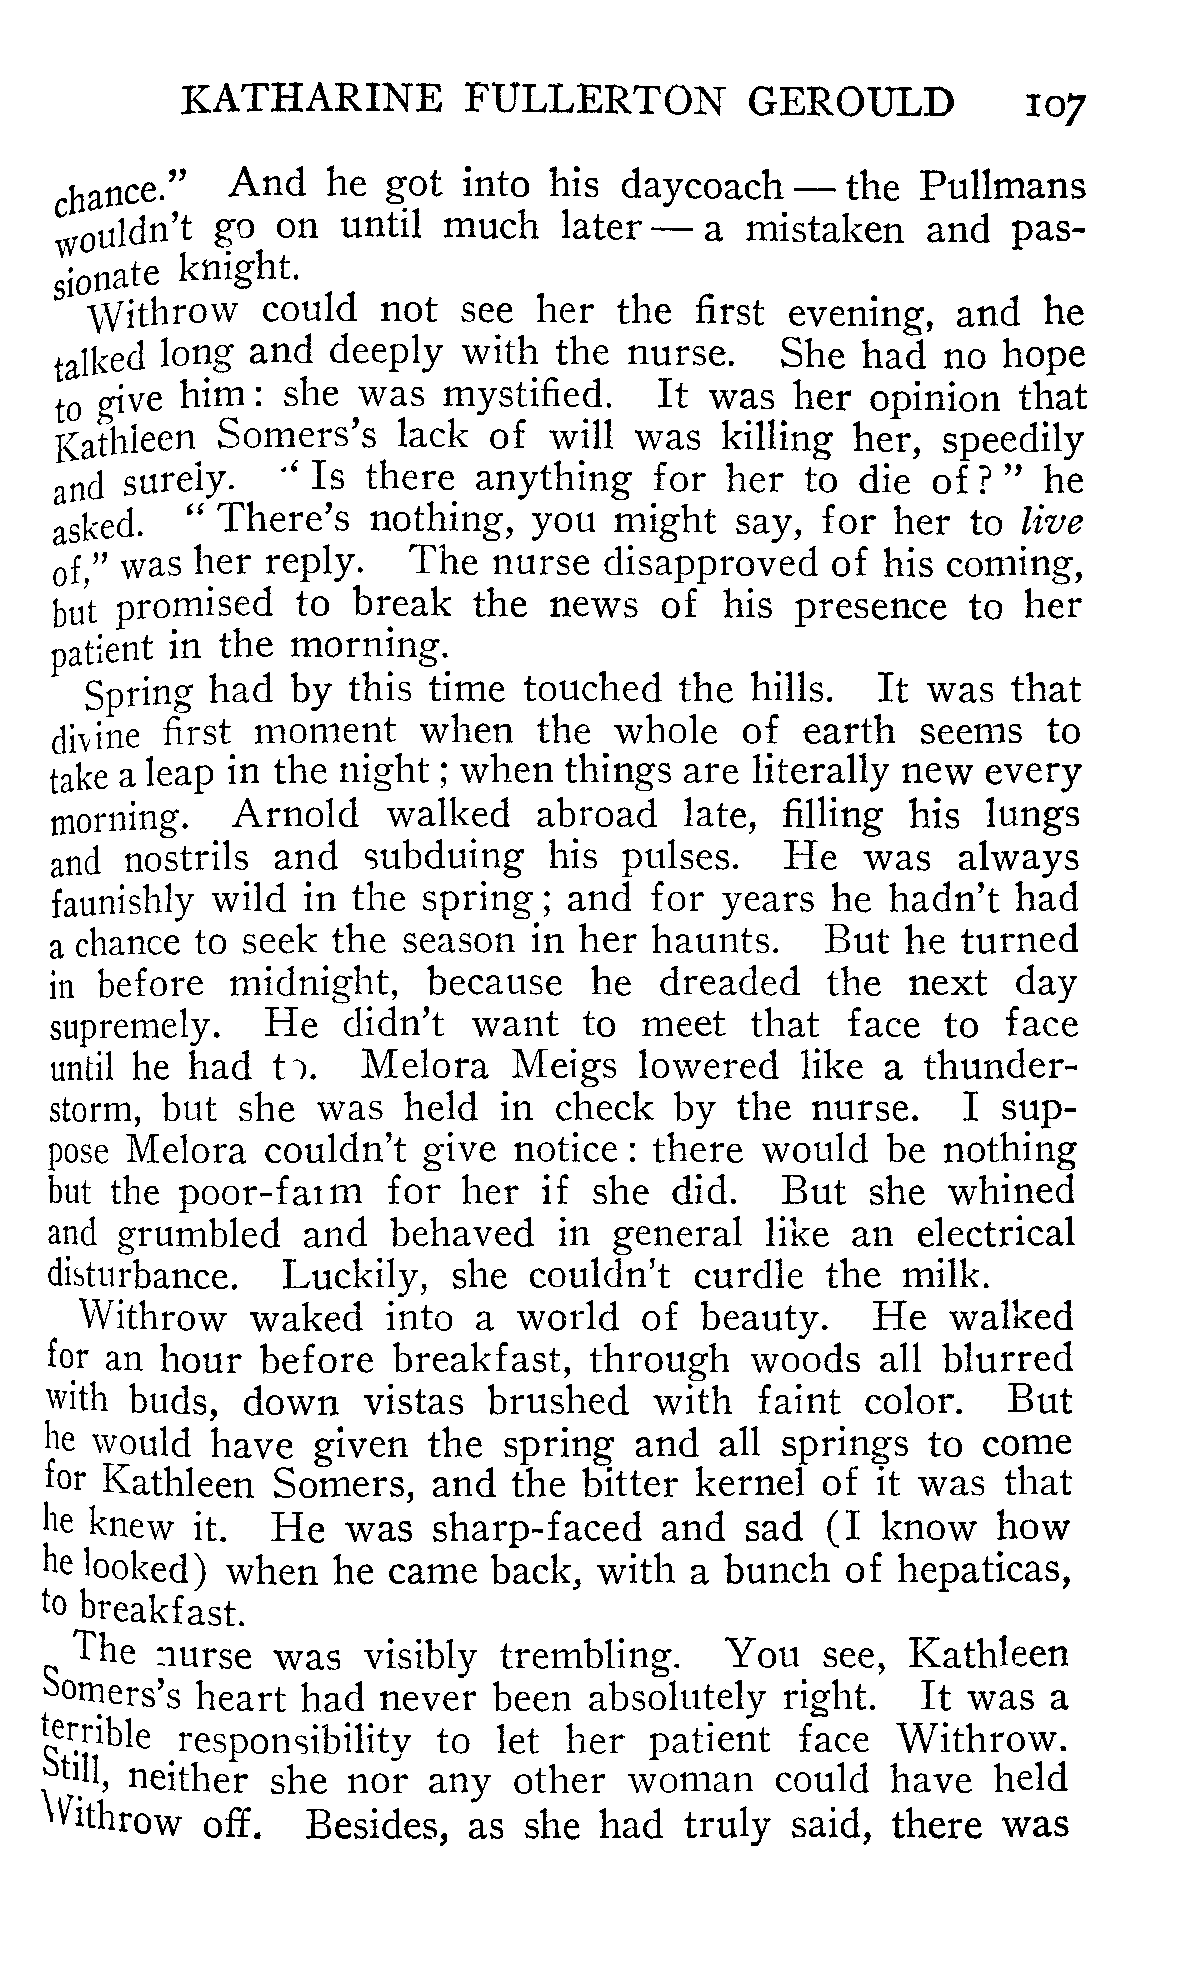 KATHARINE FULLERTON GEROULD 107
chance." And he got into his daycoach — the Pullmans
wouldn't go on until much later — a mistaken and pas-
sionate knight.
Withrow could not see her the first evening, and he
talked long and deeply with the nurse. She had no hope
to give him: she was mystified. It was her opinion that
Kathleen Somers's lack of will was killing her, speedily
and surely. "Is there anything for her to die of?" he
asked. "There's nothing, you might say, for her to live
of," was her reply. The nurse disapproved of his coming,
but promised to break the news of his presence to her
patient in the morning.
Spring had by this time touched the hills. It was that
divine first moment when the whole of earth seems to
take a leap in the night; when things are literally new every
morning. Arnold walked abroad late, filling his lungs
and nostrils and subduing his pulses. He was always
faunishly wild in the spring; and for years he hadn't had
a chance to seek the season in her haunts. But he turned
in before midnight, because he dreaded the next day
supremely. He didn't want to meet that face to face
until he had to. Melora Meigs lowered like a thunder-
storm, but she was held in check by the nurse. I sup-
pose Melora couldn't give notice: there would be nothing
but the poor-farm for her if she did. But she whined
and grumbled and behaved in general like an electrical
disturbance. Luckily, she couldn't curdle the milk.
Withrow waked into a world of beauty. He walked
for an hour before breakfast, through woods all blurred
with buds, down vistas brushed with faint color. But
he would have given the spring and all springs to come
for Kathleen Somers, and the bitter kernel of it was that
he knew it. He was sharp-faced and sad (I know how
he looked) when he came back, with a bunch of hepaticas,
to breakfast.
The nurse was visibly trembling. You see, Kathleen
Somers's heart had never been absolutely right. It was a
terrible responsibility to let her patient face Withrow.
Still, neither she nor any other woman could have held
Withrow off. Besides, as she had truly said, there was